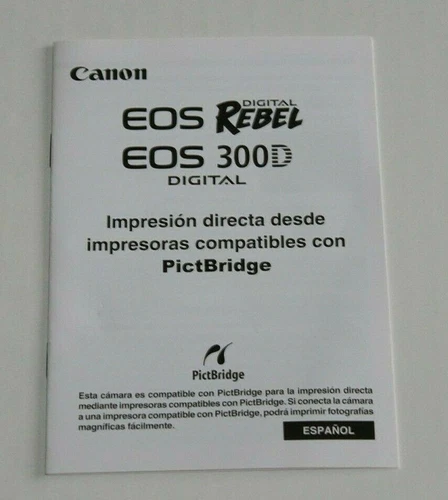 Canon
EOS DIGITAL REBEL
EOS 300D
DIGITAL
Impresión directa desde
impresoras compatibles con
PictBridge
PictBridge
Esta cámara es compatible con PictBridge para la impresión directa
mediante impresoras compatibles con PictBridge. Si conecta la cámara
a una impresora compatible con PictBridge, podrá imprimir fotografías
magníficas fácilmente.
ESPAÑOL